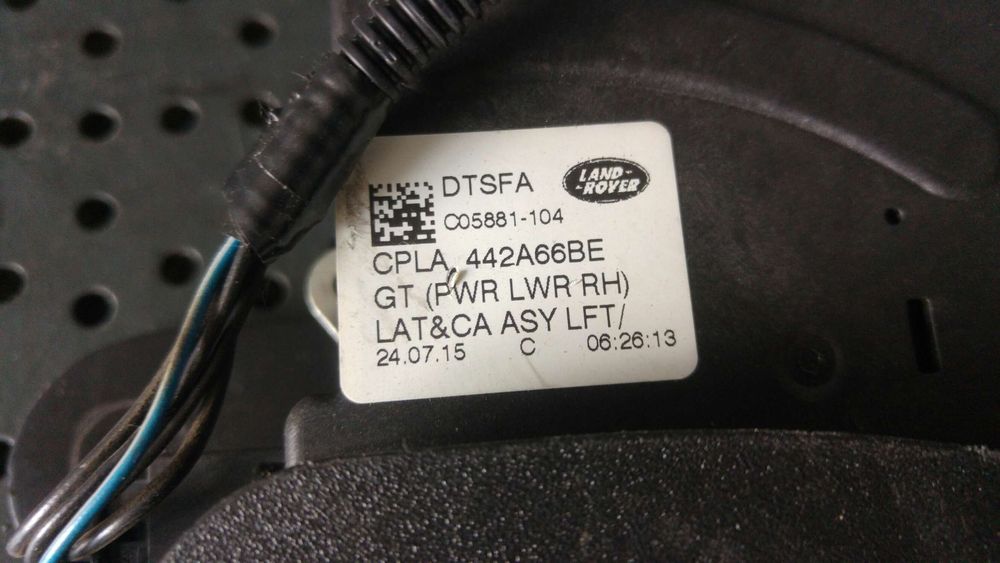 DTSFA
LAND
ROVER
C05881-104
CPLA 442A66BE
GT (PWR LWR RH)
LAT&CA ASY LFT/
24.07.15 C 06:26:13